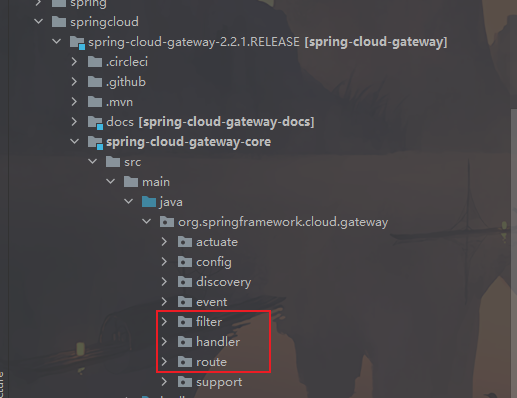 spring
springcloud
spring-cloud-gateway-2.2.1.RELEASE [spring-cloud-gateway]
.circleci
.github
.mvn
docs [spring-cloud-gateway-docs]
spring-cloud-gateway-core
src
main
java
org.springframework.cloud.gateway
actuate
config
discovery
event
filter
handler
route
support